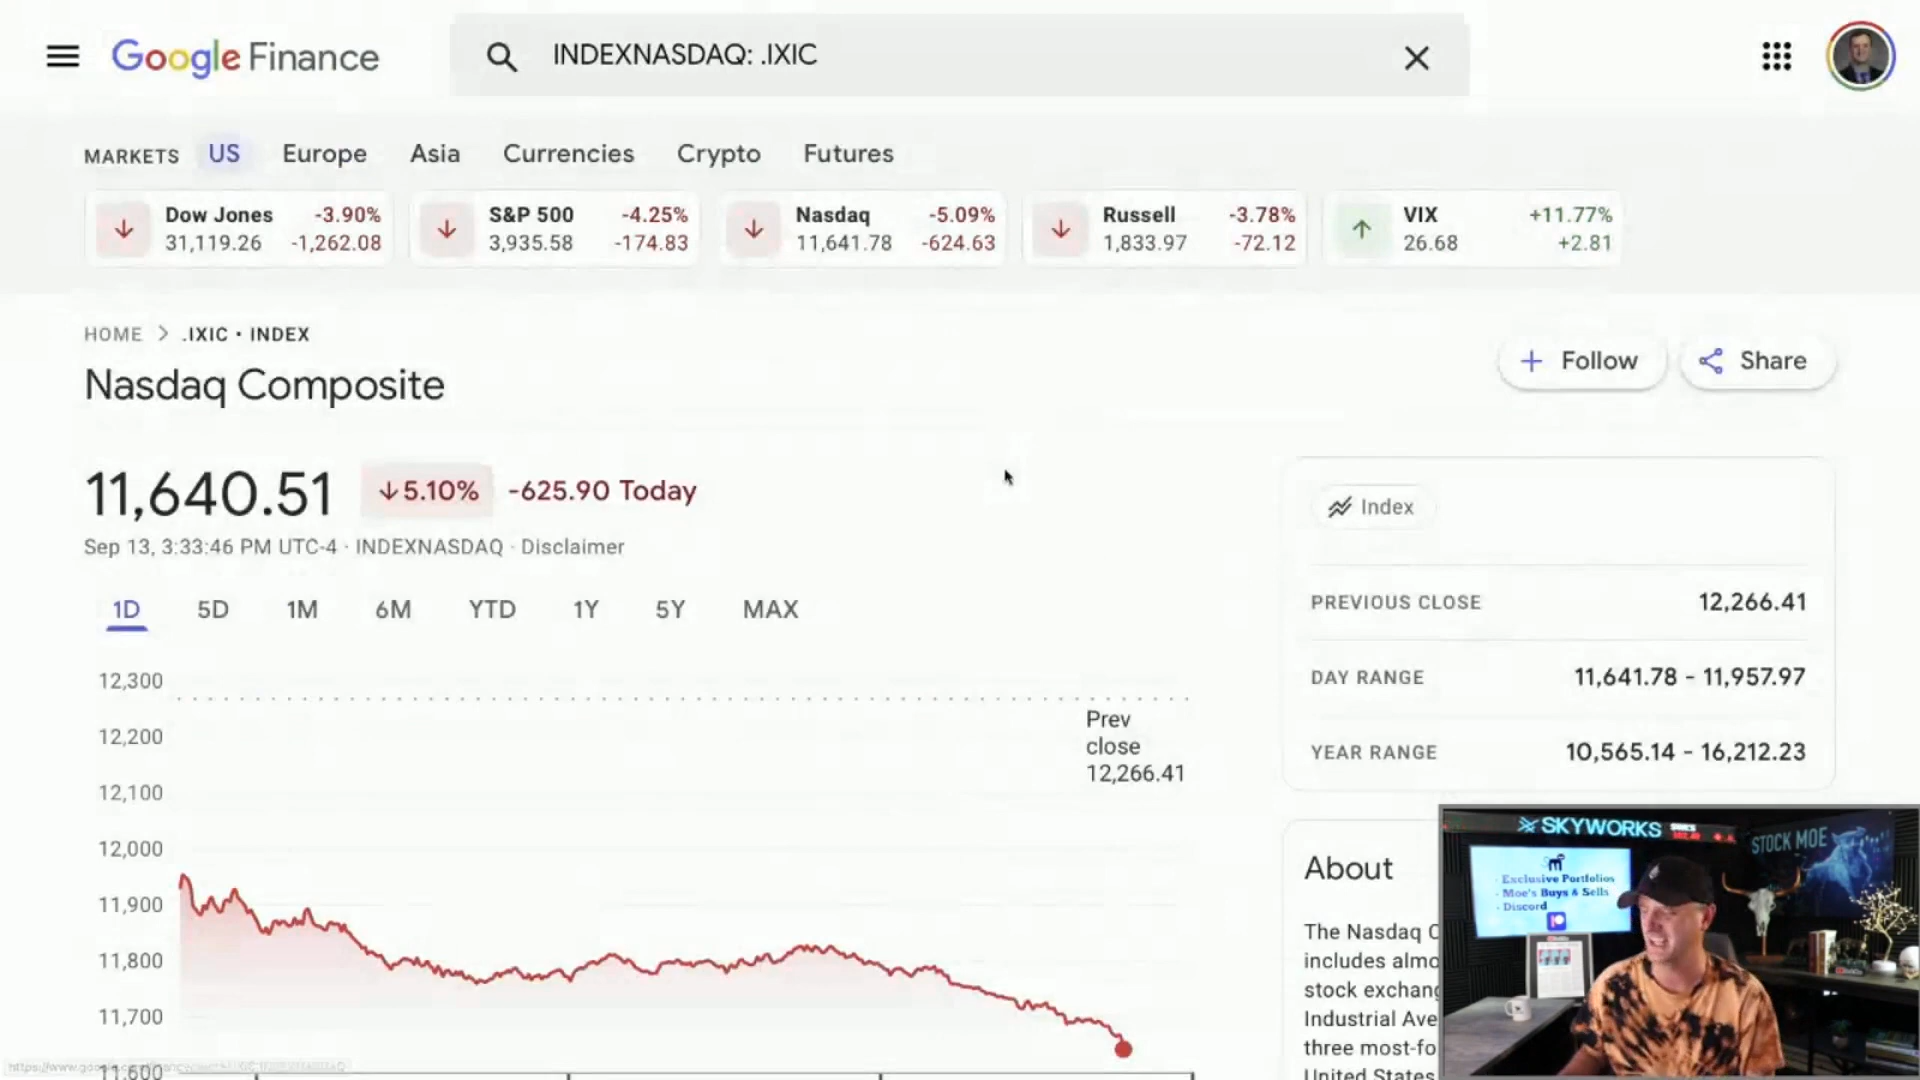 Google Finance
INDEXNASDAQ: .IXIC
MARKETS US Europe Asia Currencies Crypto Futures
Dow Jones -3.90%
31,119.26 -1,262.08
S&P 500 -4.25%
3,935.58 -174.83
Nasdaq -5.09%
11,641.78 -624.63
Russell -3.78%
1,833.97 -72.12
VIX +11.77%
26.68 +2.81
HOME > .IXIC • INDEX
Nasdaq Composite
+ Follow
Share
11,640.51 ↓5.10% -625.90 Today
Sep 13, 3:33:46 PM UTC-4 · INDEXNASDAQ · Disclaimer
1D 5D 1M 6M YTD 1Y 5Y MAX
12,300
12,200
12,100
12,000
11,900
11,800
11,700
11,600
Prev
close
12,266.41
Index
PREVIOUS CLOSE 12,266.41
DAY RANGE 11,641.78 - 11,957.97
YEAR RANGE 10,565.14 - 16,212.23
About
The Nasdaq C
includes almo
stock exchang
Industrial Ave
three most-fo
United States
SKYWORKS
STOCK MOE
- Exclusive Portfolios
- Moe's Buys & Sells
- Discord